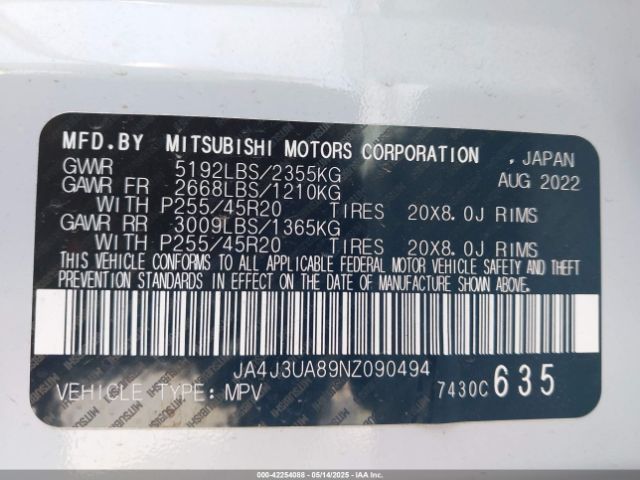 MFD.BY MITSUBISHI MOTORS CORPORATION , JAPAN
GVWR 5192LBS/2355KG AUG 2022
GAWR FR 2668LBS/1210KG
WITH P255/45R20 TIRES 20X8.0J RIMS
GAWR RR 3009LBS/1365KG
WITH P255/45R20 TIRES 20X8.0J RIMS
THIS VEHICLE CONFORMS TO ALL APPLICABLE FEDERAL MOTOR VEHICLE SAFETY AND THEFT
PREVENTION STANDARDS IN EFFECT ON THE DATE OF MANUFACTURE SHOWN ABOVE.
JA4J3UA89NZ090494
VEHICLE TYPE: MPV 7430C 635
000-42254088 - 05/14/2025 - IAA, Inc.